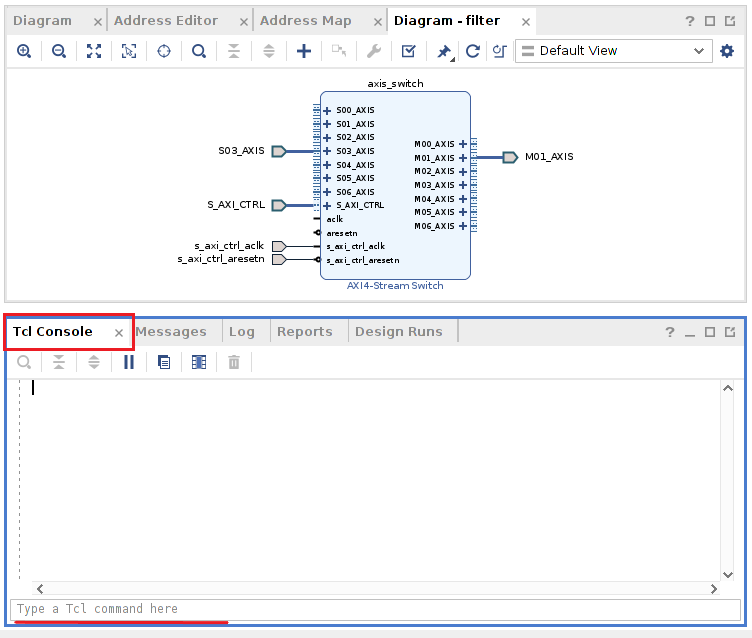 Diagram Address Editor Address Map Diagram - filter
Default View
axis_switch
S00_AXIS
S01_AXIS
S02_AXIS
S03_AXIS
S04_AXIS
S05_AXIS
S06_AXIS
S_AXI_CTRL
aclk
aresetn
s_axi_ctrl_aclk
s_axi_ctrl_aresetn
M00_AXIS
M01_AXIS
M02_AXIS
M03_AXIS
M04_AXIS
M05_AXIS
M06_AXIS
S03_AXIS
S_AXI_CTRL
s_axi_ctrl_aclk
s_axi_ctrl_aresetn
M01_AXIS
AXI4-Stream Switch
Tcl Console Messages Log Reports Design Runs
Type a Tcl command here